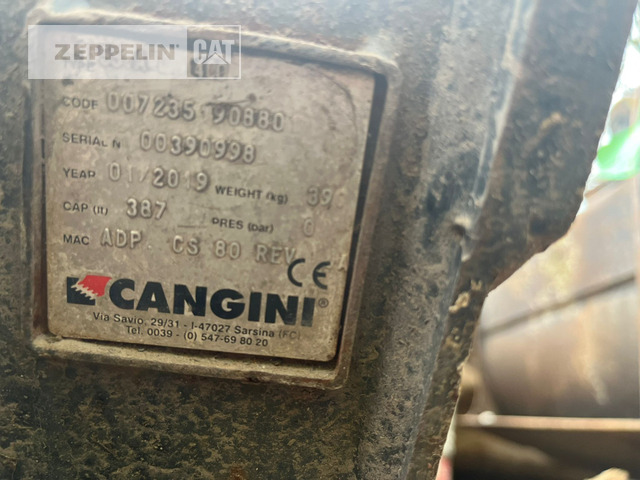 ZEPPELIN CAT
CODE 007235 90880
SERIAL N 00390998
YEAR 01/2019 WEIGHT (kg) 39
CAP (lt) 387 PRES (bar) 0
MAC ADP. CS 80 REV
CE
CANGINI®
Via Savio, 29/31 - I-47027 Sarsina (FC)
Tel. 0039 - (0) 547-69 80 20